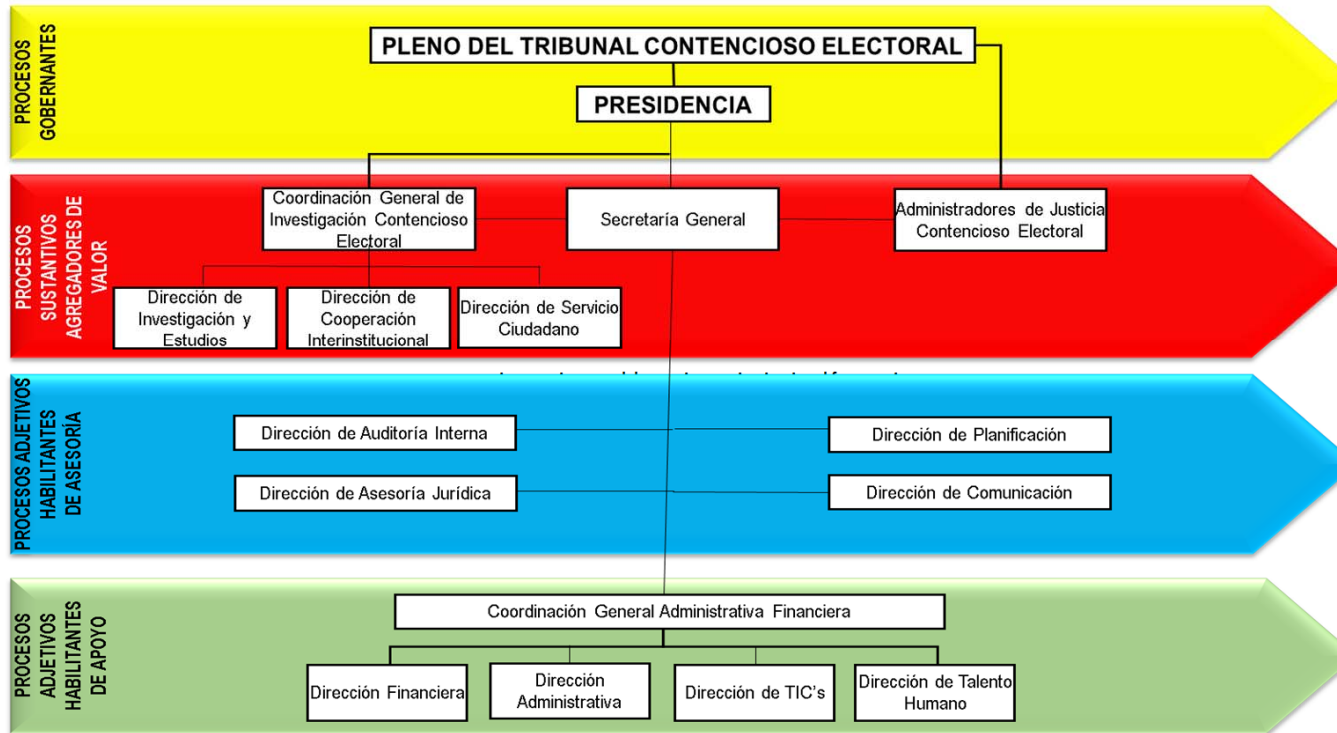 PROCESOS
GOBERNANTES
PLENO DEL TRIBUNAL CONTENCIOSO ELECTORAL
PRESIDENCIA
PROCESOS
SUSTANTIVOS
AGREGADORES DE
VALOR
Coordinación General de
Investigación Contencioso
Electoral
Secretaría General
Administradores de Justicia
Contencioso Electoral
Dirección de
Investigación y
Estudios
Dirección de
Cooperación
Interinstitucional
Dirección de Servicio
Ciudadano
PROCESOS ADJETIVOS
HABILITANTES
DE ASESORÍA
Dirección de Auditoría Interna
Dirección de Planificación
Dirección de Asesoría Jurídica
Dirección de Comunicación
PROCESOS
ADJETIVOS
HABILITANTES
DE APOYO
Coordinación General Administrativa Financiera
Dirección Financiera
Dirección
Administrativa
Dirección de TIC's
Dirección de Talento
Humano